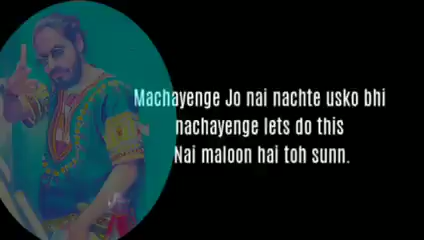 Machayenge Jo nai nachte usko bhi
nachayenge lets do this
Nai maloon hai toh sunn.